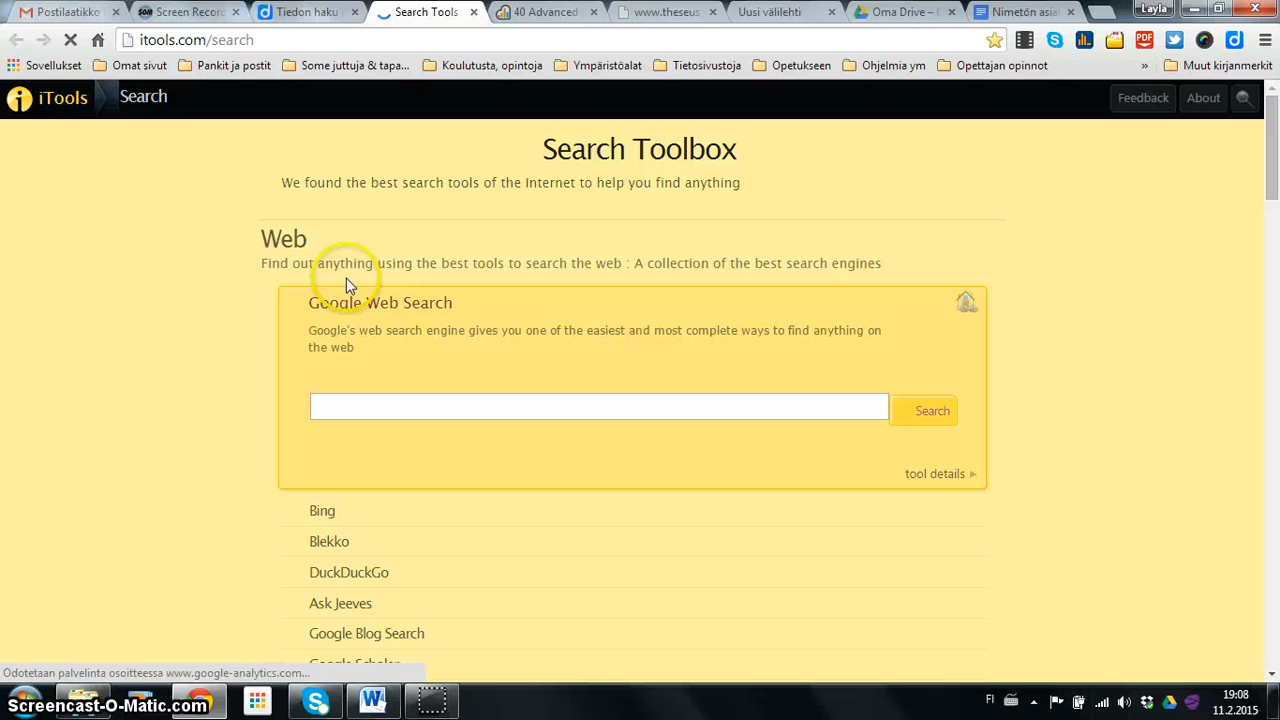 Postilaatikko
Screen Recor
Tiedon haku
Search Tools
40 Advanced
www.theseus
Uusi välilehti
Oma Drive –
Nimetön asia
Layla
itools.com/search
Sovellukset
Omat sivut
Pankit ja postit
Some juttuja & tapa...
Koulutusta, opintoja
Ympäristöalat
Tietosivustoja
Opetukseen
Ohjelmia ym
Opettajan opinnot
»
Muut kirjanmerkit
iTools
Search
Feedback
About
Search Toolbox
We found the best search tools of the Internet to help you find anything
Web
Find out anything using the best tools to search the web : A collection of the best search engines
Google Web Search
Google's web search engine gives you one of the easiest and most complete ways to find anything on
the web
Search
tool details
Bing
Blekko
DuckDuckGo
Ask Jeeves
Google Blog Search
Google Scholar
Odotetaan palvelinta osoitteessa www.google-analytics.com...
Screencast-O-Matic.com
FI
19:08
11.2.2015